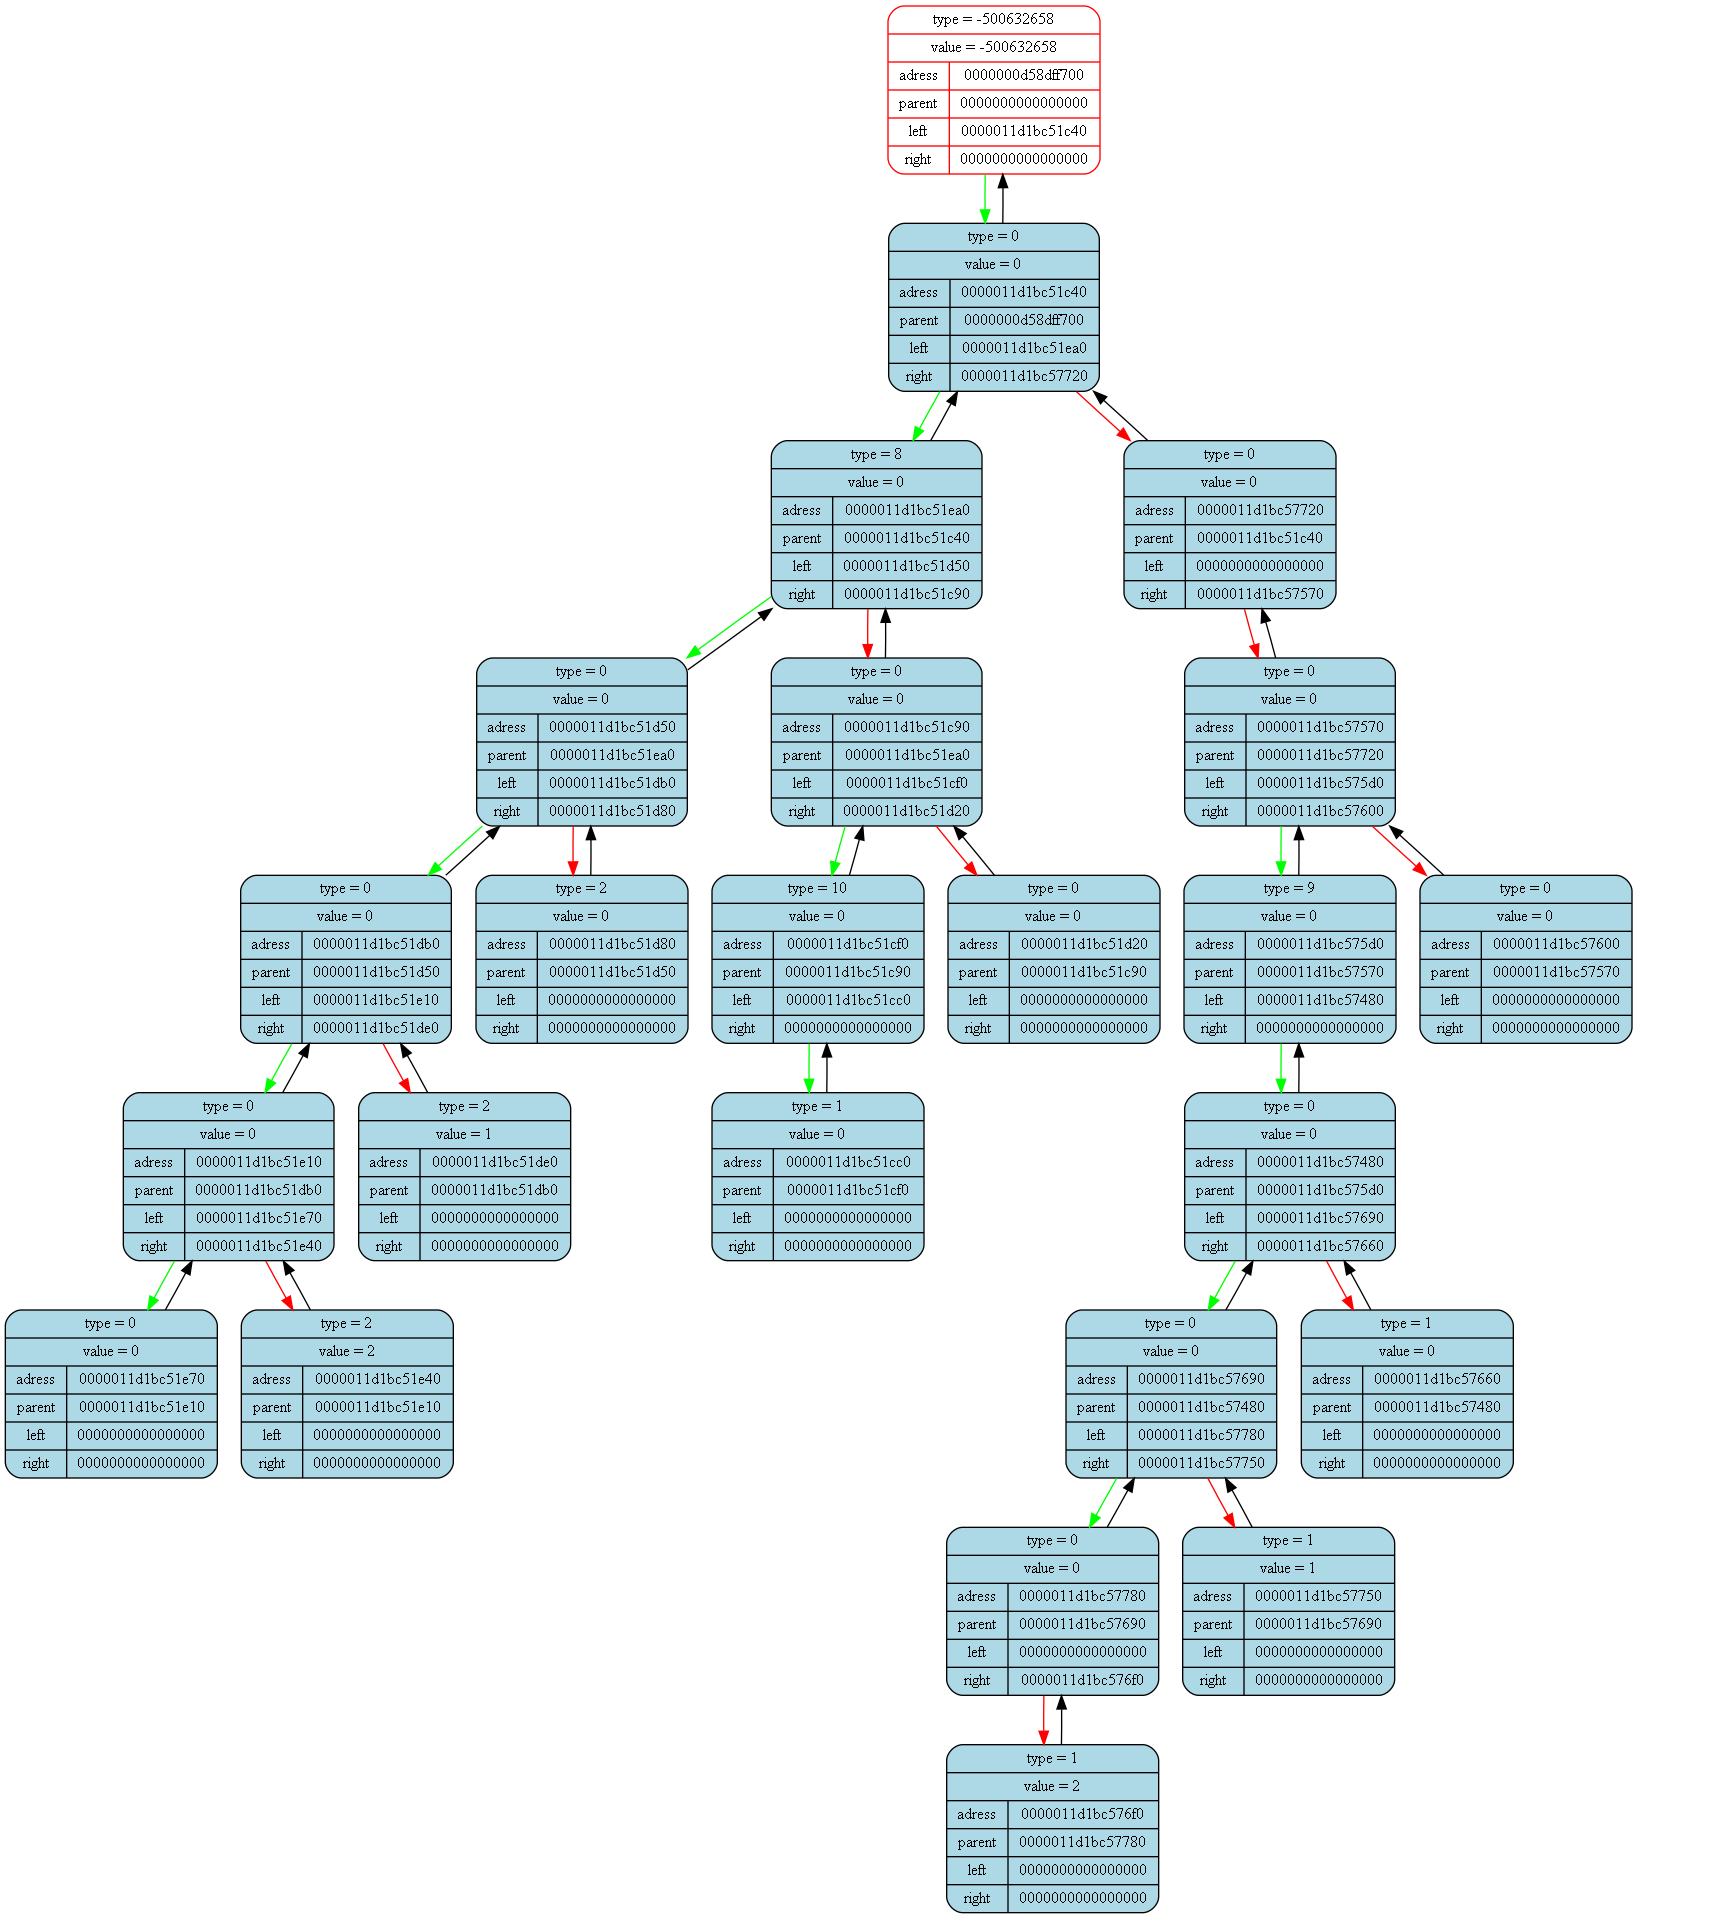 type = -500632658
value = -500632658
adress 0000000d58dff700
parent 0000000000000000
left 0000011d1bc51c40
right 0000000000000000
type = 0
value = 0
adress 0000011d1bc51c40
parent 0000000d58dff700
left 0000011d1bc51ea0
right 0000011d1bc57720
type = 8
value = 0
adress 0000011d1bc51ea0
parent 0000011d1bc51c40
left 0000011d1bc51d50
right 0000011d1bc51c90
type = 0
value = 0
adress 0000011d1bc57720
parent 0000011d1bc51c40
left 0000000000000000
right 0000011d1bc57570
type = 0
value = 0
adress 0000011d1bc51d50
parent 0000011d1bc51ea0
left 0000011d1bc51db0
right 0000011d1bc51d80
type = 0
value = 0
adress 0000011d1bc51c90
parent 0000011d1bc51ea0
left 0000011d1bc51cf0
right 0000011d1bc51d20
type = 0
value = 0
adress 0000011d1bc57570
parent 0000011d1bc57720
left 0000011d1bc575d0
right 0000011d1bc57600
type = 0
value = 0
adress 0000011d1bc51db0
parent 0000011d1bc51d50
left 0000011d1bc51e10
right 0000011d1bc51de0
type = 2
value = 0
adress 0000011d1bc51d80
parent 0000011d1bc51d50
left 0000000000000000
right 0000000000000000
type = 10
value = 0
adress 0000011d1bc51cf0
parent 0000011d1bc51c90
left 0000011d1bc51cc0
right 0000000000000000
type = 0
value = 0
adress 0000011d1bc51d20
parent 0000011d1bc51c90
left 0000000000000000
right 0000000000000000
type = 9
value = 0
adress 0000011d1bc575d0
parent 0000011d1bc57570
left 0000011d1bc57480
right 0000000000000000
type = 0
value = 0
adress 0000011d1bc57600
parent 0000011d1bc57570
left 0000000000000000
right 0000000000000000
type = 0
value = 0
adress 0000011d1bc51e10
parent 0000011d1bc51db0
left 0000011d1bc51e70
right 0000011d1bc51e40
type = 2
value = 1
adress 0000011d1bc51de0
parent 0000011d1bc51db0
left 0000000000000000
right 0000000000000000
type = 1
value = 0
adress 0000011d1bc51cc0
parent 0000011d1bc51cf0
left 0000000000000000
right 0000000000000000
type = 0
value = 0
adress 0000011d1bc57480
parent 0000011d1bc575d0
left 0000011d1bc57690
right 0000011d1bc57660
type = 0
value = 0
adress 0000011d1bc51e70
parent 0000011d1bc51e10
left 0000000000000000
right 0000000000000000
type = 2
value = 2
adress 0000011d1bc51e40
parent 0000011d1bc51e10
left 0000000000000000
right 0000000000000000
type = 0
value = 0
adress 0000011d1bc57690
parent 0000011d1bc57480
left 0000011d1bc57780
right 0000011d1bc57750
type = 1
value = 0
adress 0000011d1bc57660
parent 0000011d1bc57480
left 0000000000000000
right 0000000000000000
type = 0
value = 0
adress 0000011d1bc57780
parent 0000011d1bc57690
left 0000000000000000
right 0000011d1bc576f0
type = 1
value = 1
adress 0000011d1bc57750
parent 0000011d1bc57690
left 0000000000000000
right 0000000000000000
type = 1
value = 2
adress 0000011d1bc576f0
parent 0000011d1bc57780
left 0000000000000000
right 0000000000000000